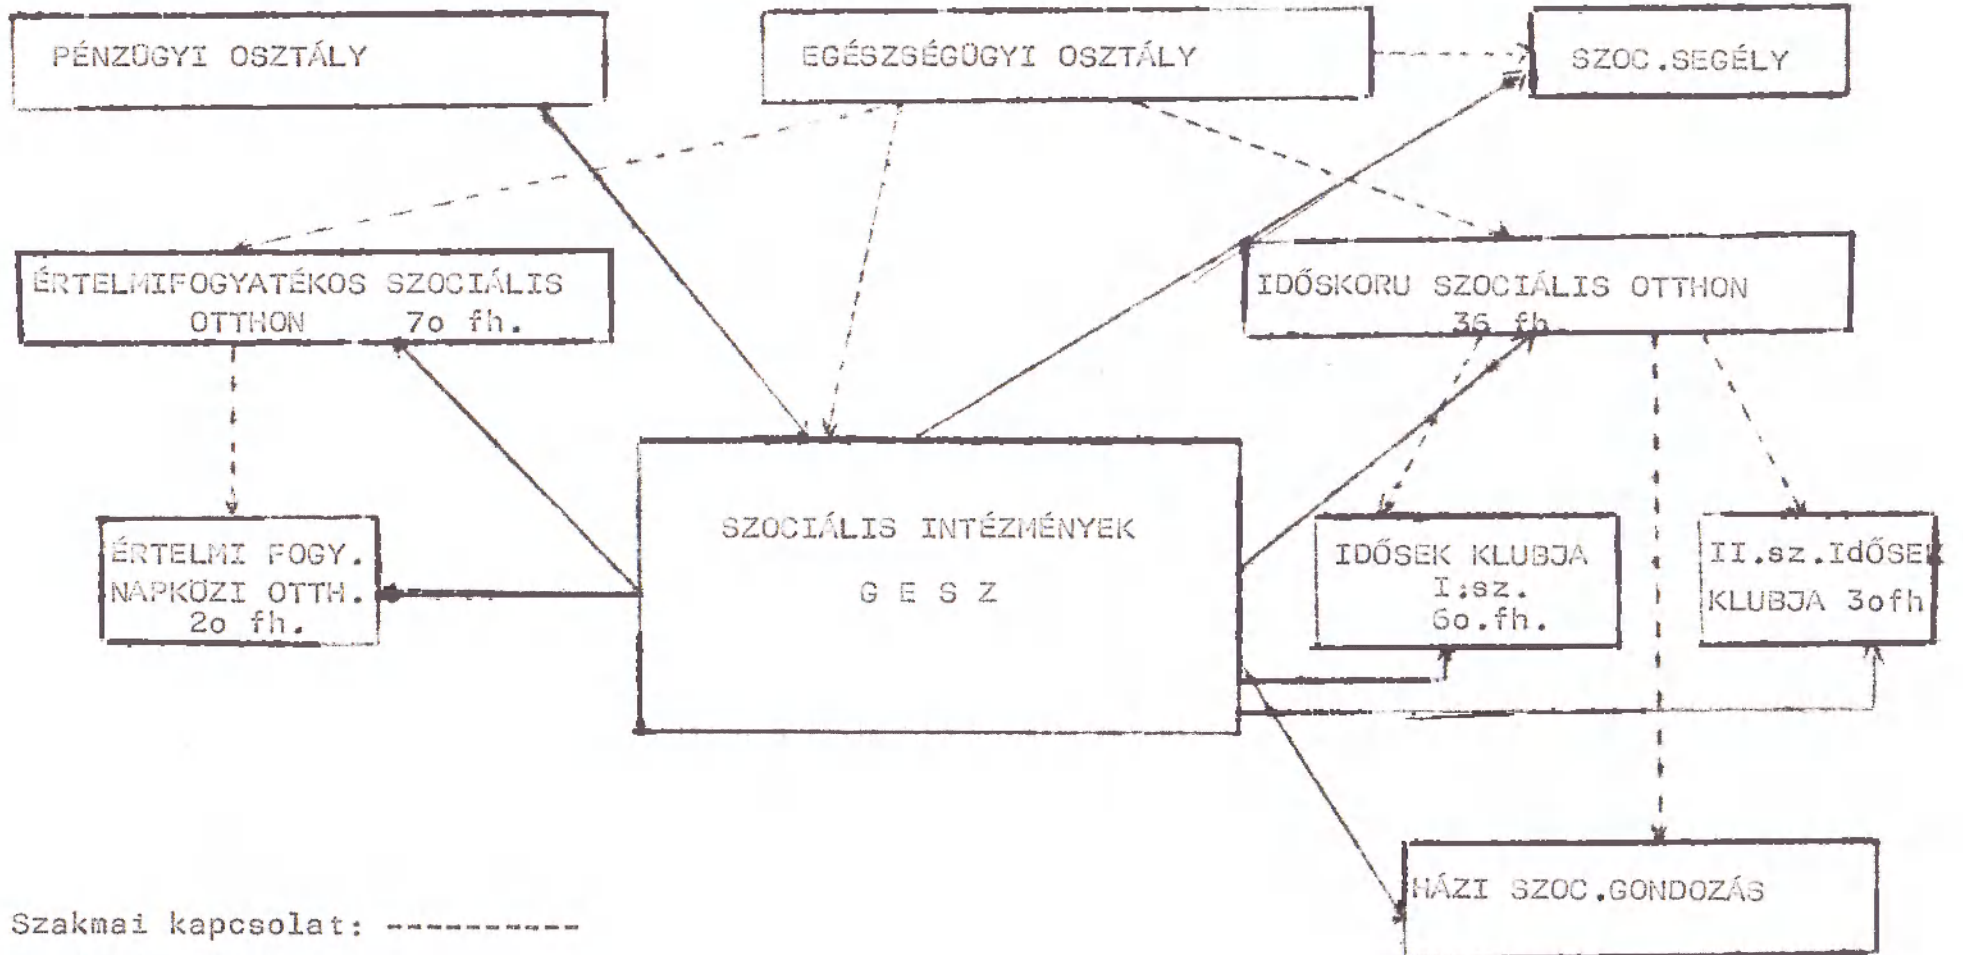 PÉNZÜGYI OSZTÁLY
EGÉSZSÉGÜGYI OSZTÁLY
SZOC.SEGÉLY
ÉRTELMIFOGYATÉKOS SZOCIÁLIS
OTTHON 7o fh.
IDŐSKORU SZOCIÁLIS OTTHON
36 fh
SZOCIÁLIS INTÉZMÉNYEK
G E S Z
ÉRTELMI FOGY.
NAPKÖZI OTTH.
2o fh.
IDŐSEK KLUBJA
I:sz.
6o.fh.
II.sz.IdŐSEK
KLUBJA 3ofh
HÁZI SZOC.GONDOZÁS
Szakmai kapcsolat: ----------